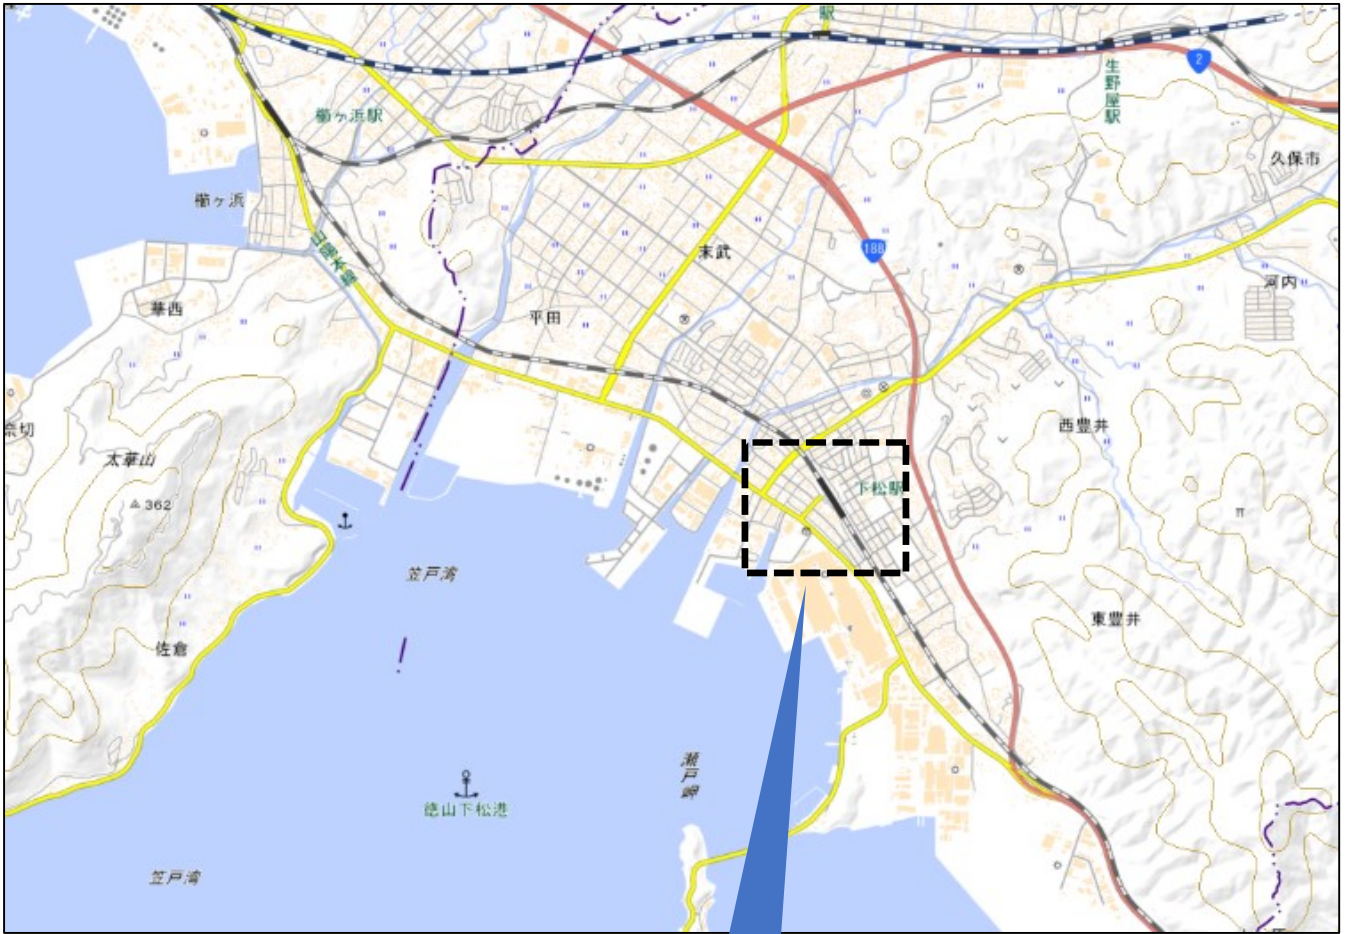 駅
2
生野屋駅
櫛ヶ浜駅
久保市
櫛ヶ浜
山陽本線
188
末武
河内
華西
平田
奈切
西豊井
太華山
362
下松駅
笠戸湾
東豊井
佐倉
瀬戸岬
徳山下松港
笠戸湾